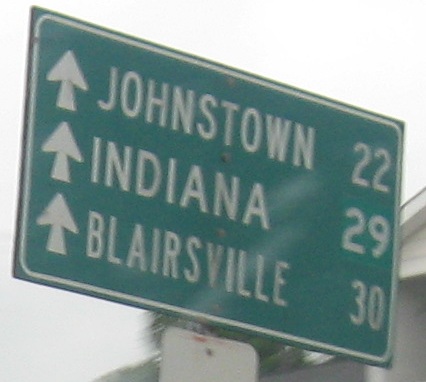 JOHNSTOWN 22
INDIANA 29
BLAIRSVILLE 30